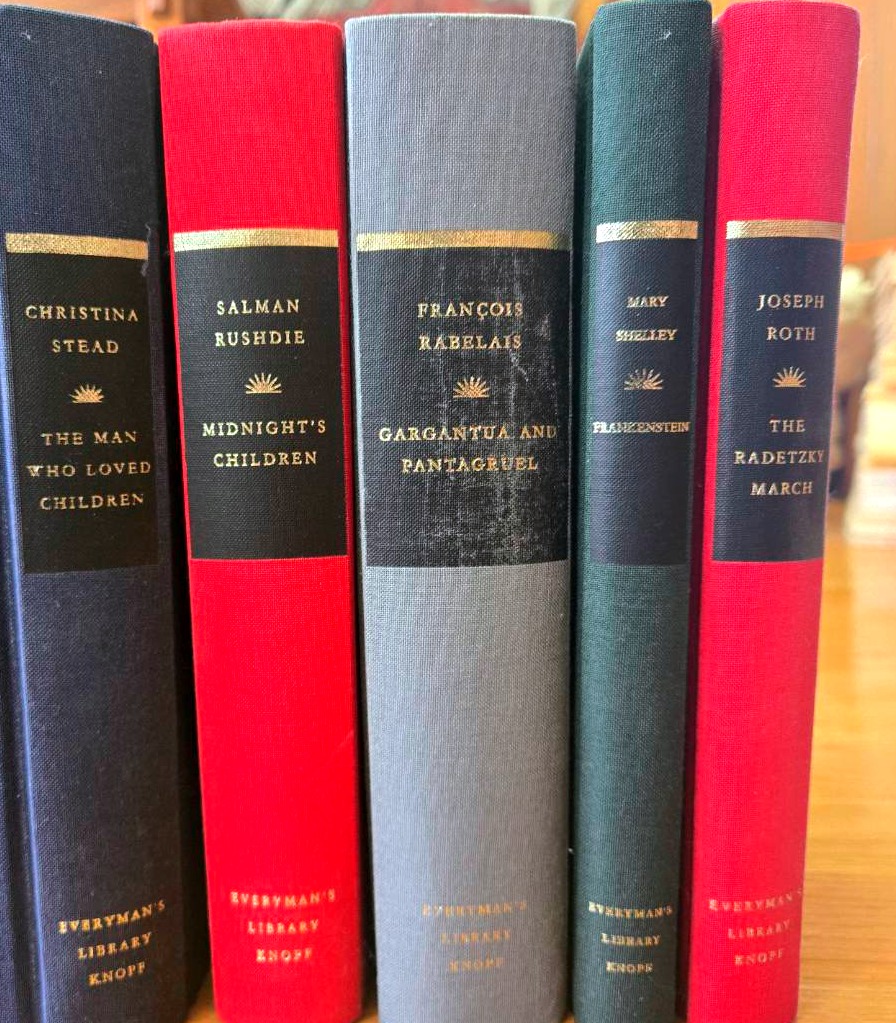 CHRISTINA
STEAD
THE MAN
WHO LOVED
CHILDREN
EVERYMAN'S
LIBRARY
KNOPF
SALMAN
RUSHDIE
MIDNIGHT'S
CHILDREN
EVERYMAN'S
LIBRARY
KNOPF
FRANÇOIS
RABELAIS
GARGANTUA AND
PANTAGRUEL
EVERYMAN'S
LIBRARY
KNOPF
MARY
SHELLEY
FRANKENSTEIN
EVERYMAN'S
LIBRARY
KNOPF
JOSEPH
ROTH
THE
RADETZKY
MARCH
EVERYMAN'S
LIBRARY
KNOPF